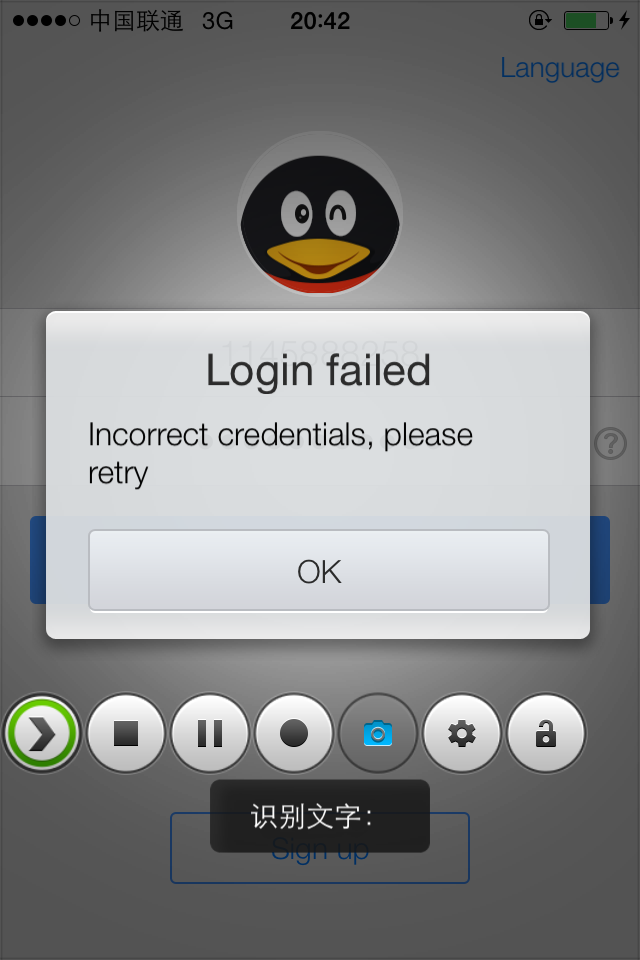 中国联通 3G 20:42
Language
Login failed
Incorrect credentials, please
retry
OK
识别文字：
Sign up